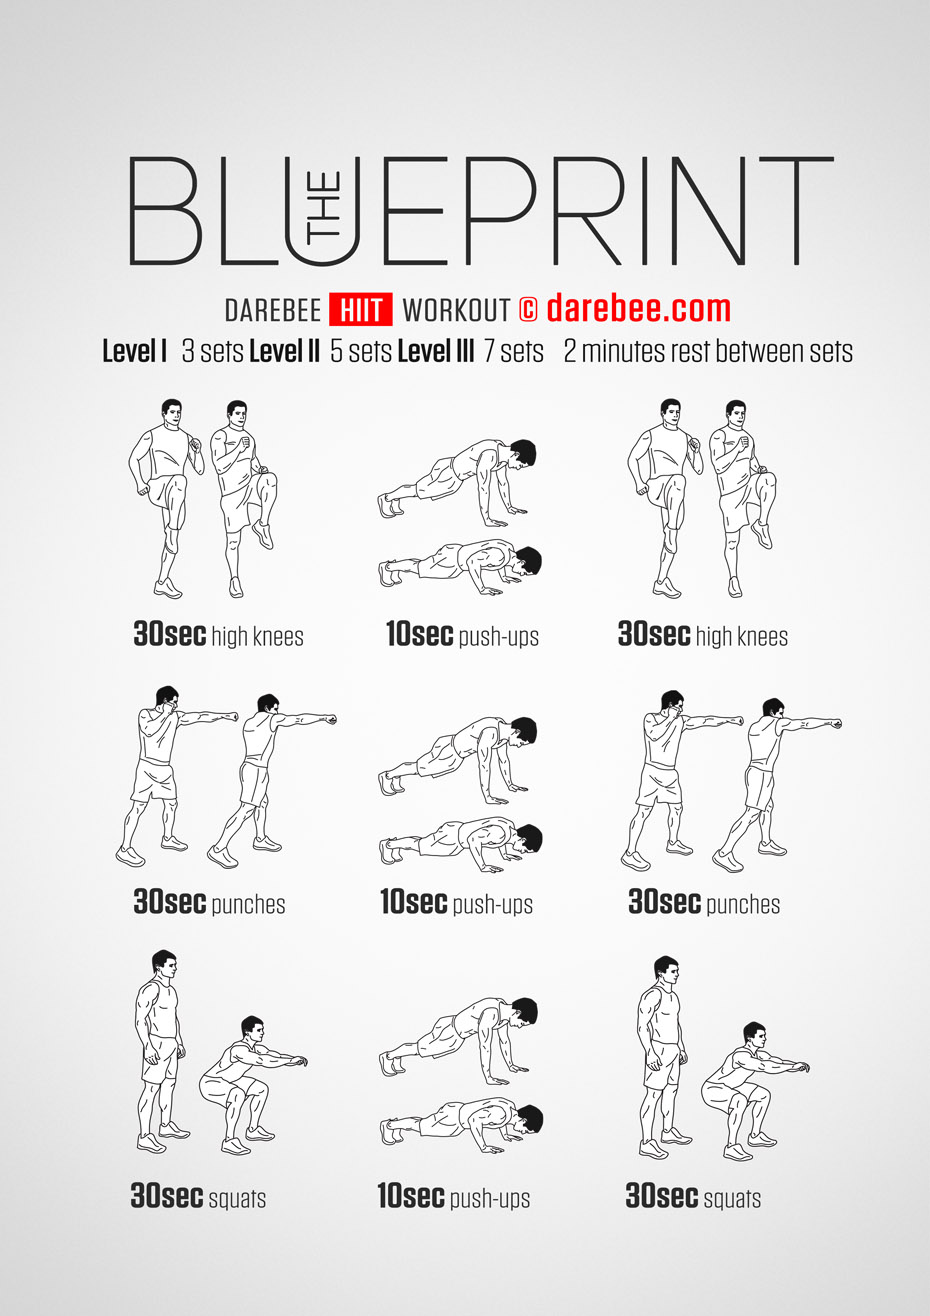 THE BLUEPRINT
DAREBEE HIIT WORKOUT © darebee.com
Level I 3 sets Level II 5 sets Level III 7 sets 2 minutes rest between sets
30sec high knees
10sec push-ups
30sec high knees
30sec punches
10sec push-ups
30sec punches
30sec squats
10sec push-ups
30sec squats